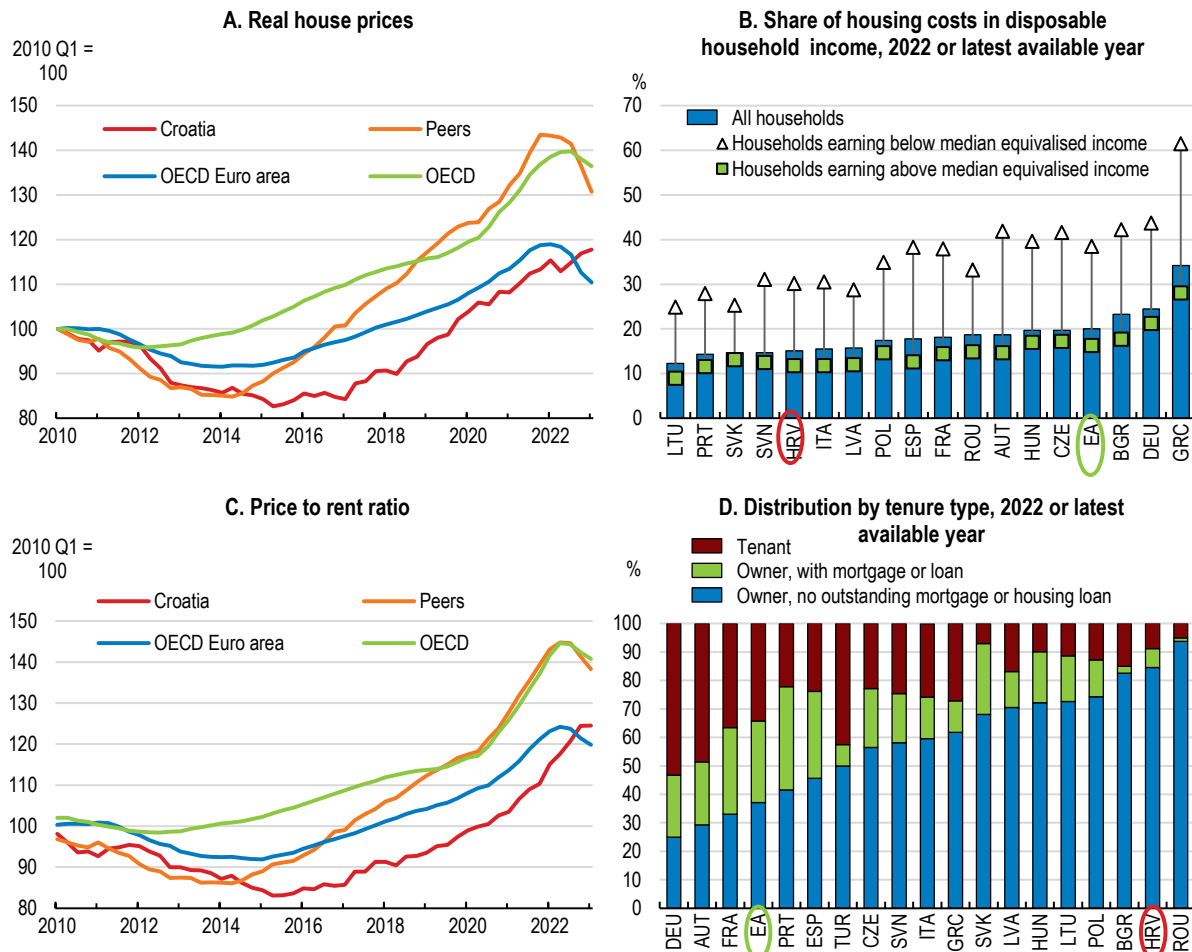 A. Real house prices
2010 Q1 =
100
150
140
130
120
110
100
90
80
Croatia
Peers
OECD Euro area
OECD
2010 2012 2014 2016 2018 2020 2022
B. Share of housing costs in disposable
household income, 2022 or latest available year
%
70
60
50
40
30
20
10
0
All households
Households earning below median equivalised income
Households earning above median equivalised income
LTU PRT SVK SVN HRV ITA LVA POL ESP FRA ROU AUT HUN CZE EA BGR DEU GRC
C. Price to rent ratio
2010 Q1 =
100
150
140
130
120
110
100
90
80
Croatia
Peers
OECD Euro area
OECD
2010 2012 2014 2016 2018 2020 2022
D. Distribution by tenure type, 2022 or latest
available year
Tenant
Owner, with mortgage or loan
Owner, no outstanding mortgage or housing loan
%
100
90
80
70
60
50
40
30
20
10
0
DEU AUT FRA EA PRT ESP TUR CZE SVN ITA GRC SVK LVA HUN LTU POL BGR HRV ROU